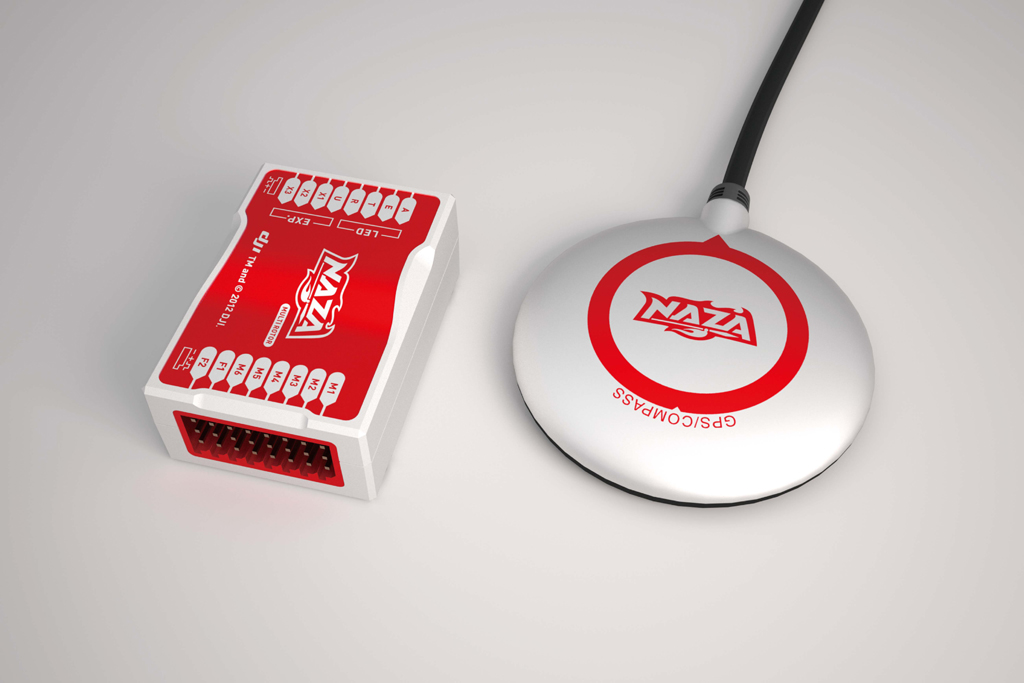 A
E
T
R
U
X1
X2
X3
LED
EXP.
dji TM and © 2012 DJI.
NAZA
MULTIROTOR
F2
F1
M6
M5
M4
M3
M2
M1
NAZA
GPS/COMPASS